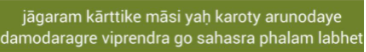 jāgaram kārttike māsi yaḥ karoty arunodaye
damodaragre viprendra go sahasra phalam labhet